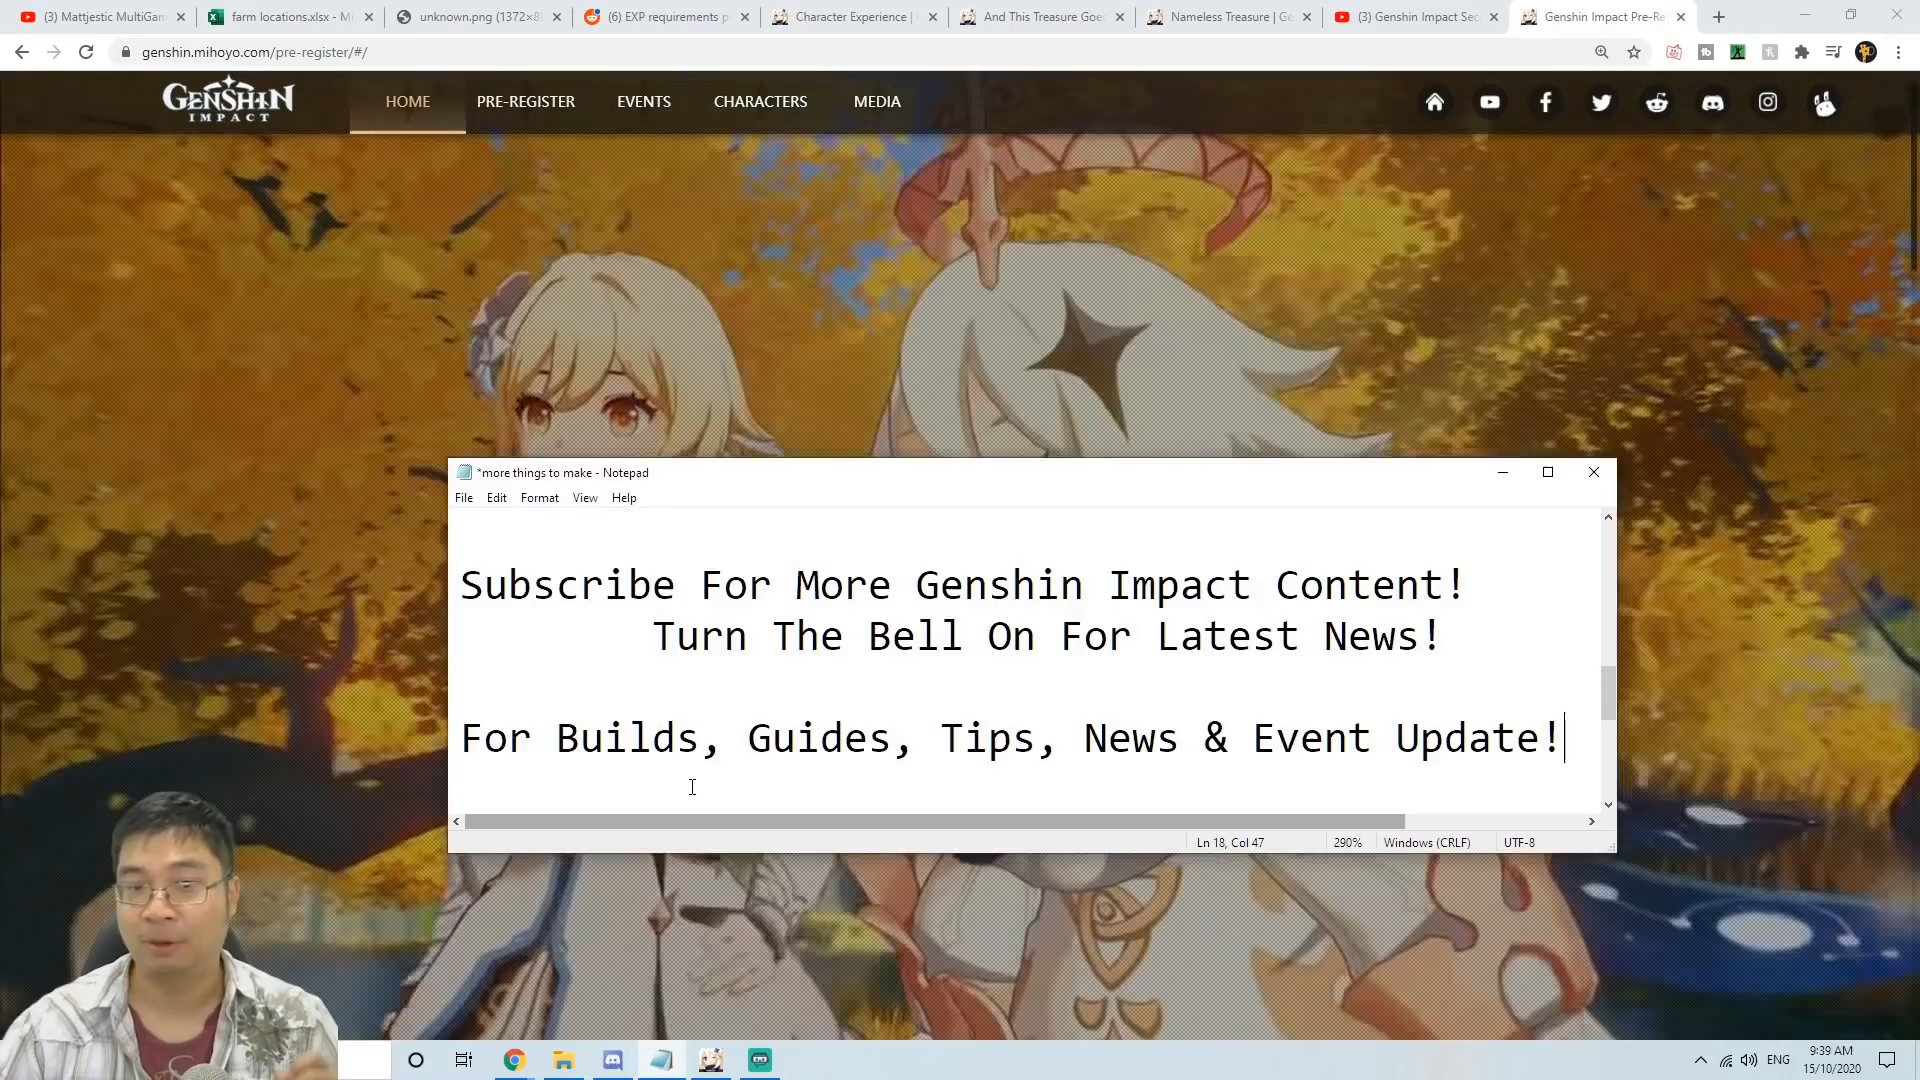 (3) Mattjestic MultiGam
farm locations.xlsx - Mi
unknown.png (1372×89
(6) EXP requirements p
Character Experience | G
And This Treasure Goes
Nameless Treasure | Ge
(3) Genshin Impact Sec
Genshin Impact Pre-Re
genshin.mihoyo.com/pre-register/#/
GENSHIN
IMPACT
HOME
PRE-REGISTER
EVENTS
CHARACTERS
MEDIA
*more things to make - Notepad
File Edit Format View Help
Subscribe For More Genshin Impact Content!
Turn The Bell On For Latest News!
For Builds, Guides, Tips, News & Event Update!
Ln 18, Col 47
290%
Windows (CRLF)
UTF-8
ENG
9:39 AM
15/10/2020